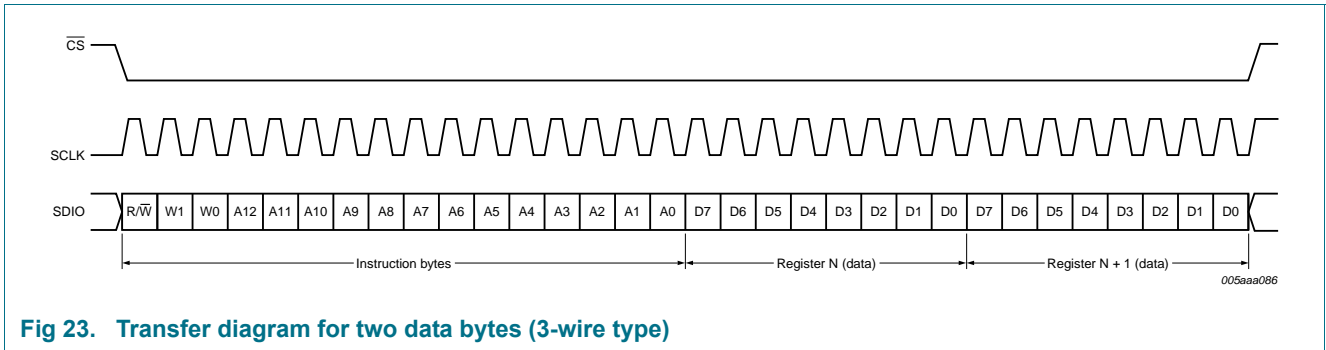 CS
SCLK
SDIO R/W W1 W0 A12 A11 A10 A9 A8 A7 A6 A5 A4 A3 A2 A1 A0 D7 D6 D5 D4 D3 D2 D1 D0 D7 D6 D5 D4 D3 D2 D1 D0
Instruction bytes Register N (data) Register N + 1 (data)
005aaa086
Fig 23. Transfer diagram for two data bytes (3-wire type)